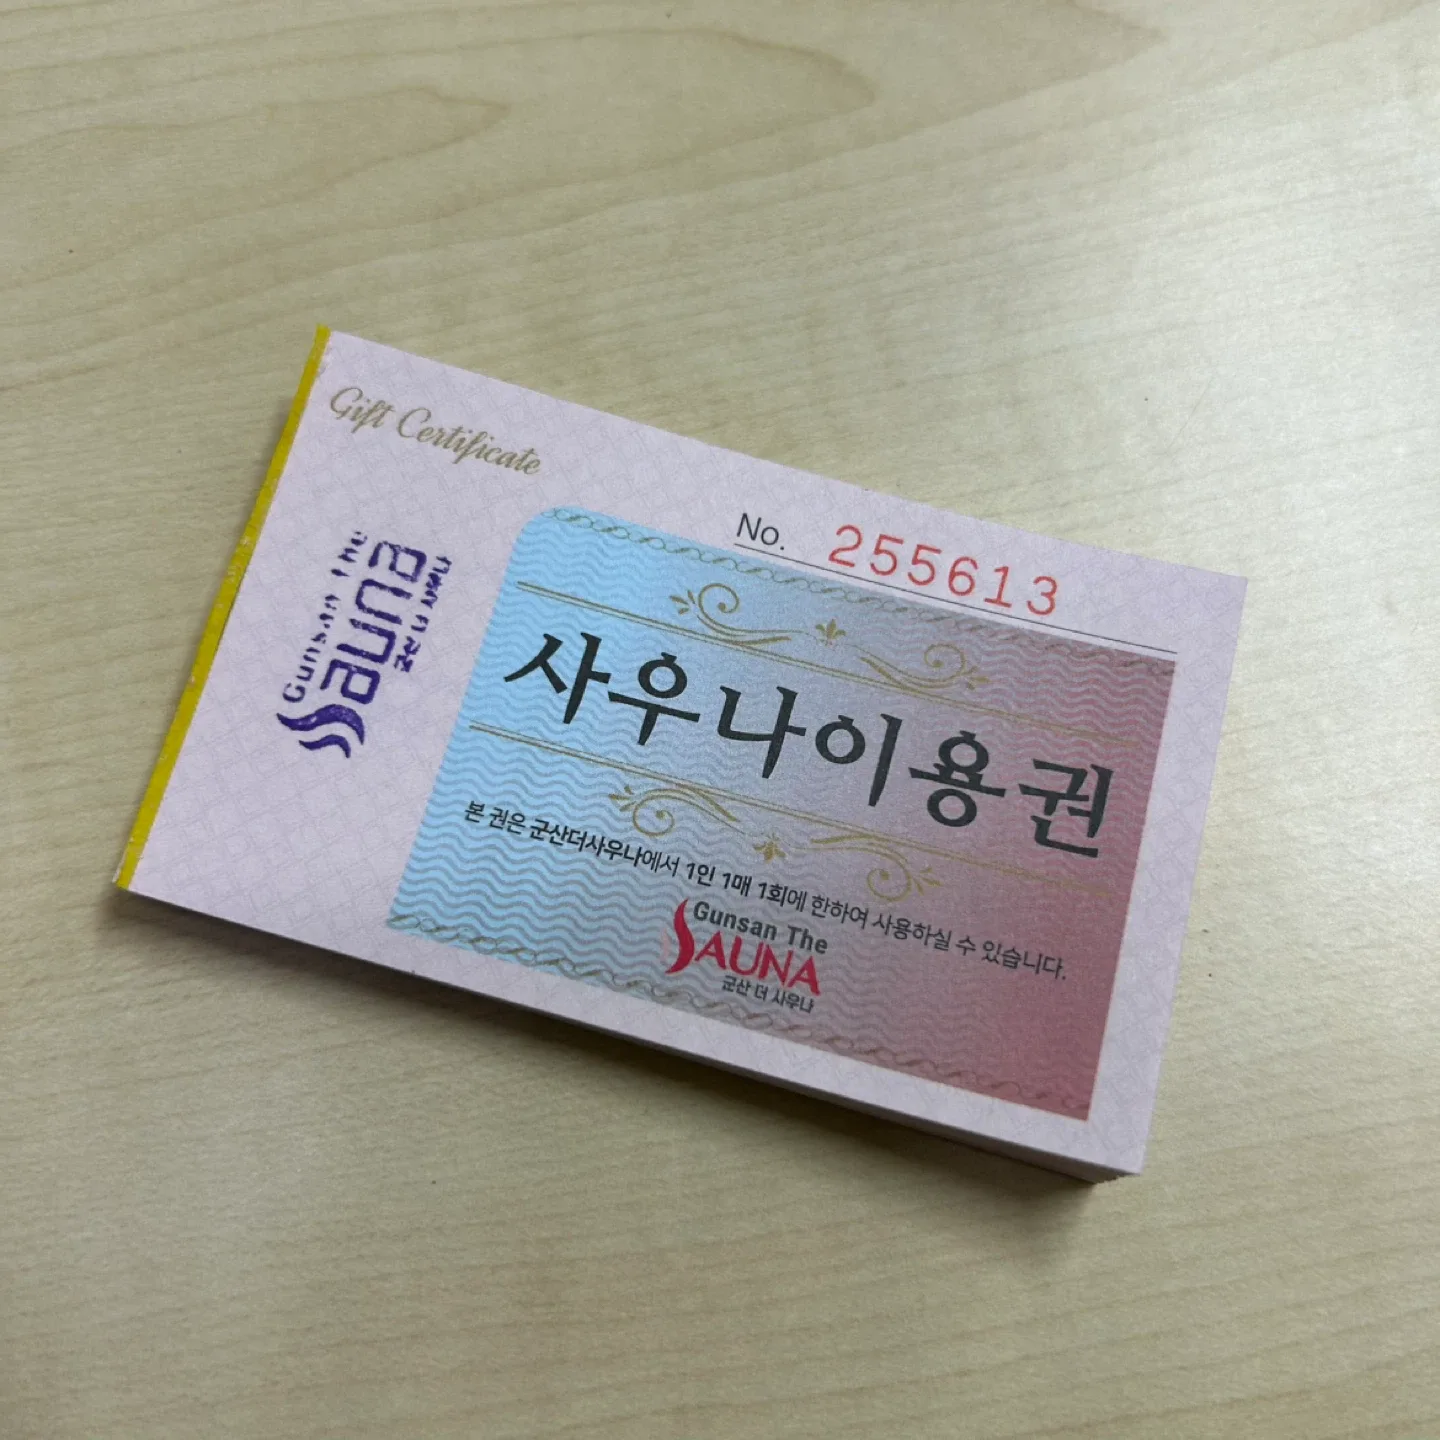 Gift Certificate
No. 255613
Gunsan The
Sauna
군산 더 사우나
사우나이용권
본 권은 군산더사우나에서 1인 1매 1회에 한하여 사용하실 수 있습니다.
Gunsan The
SAUNA
군산 더 사우나